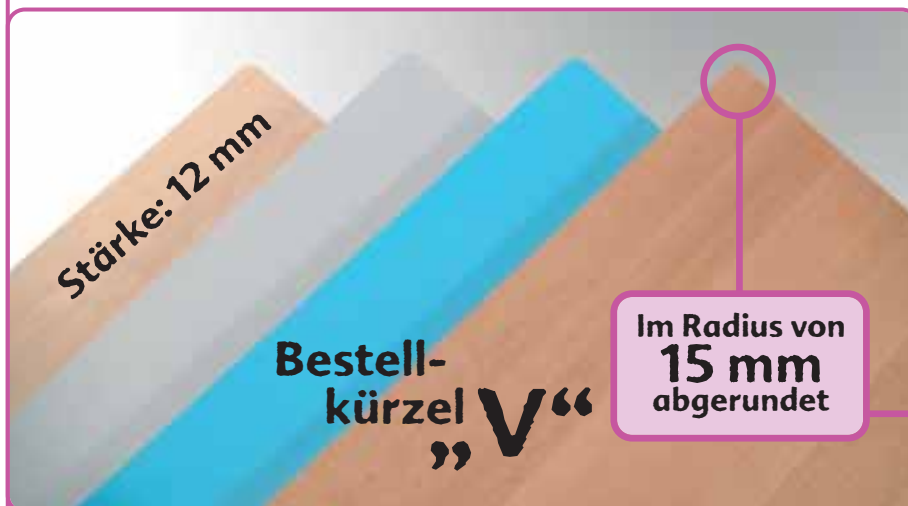 Stärke: 12 mm
Bestell-
kürzel
„V“
Im Radius von
15 mm
abgerundet